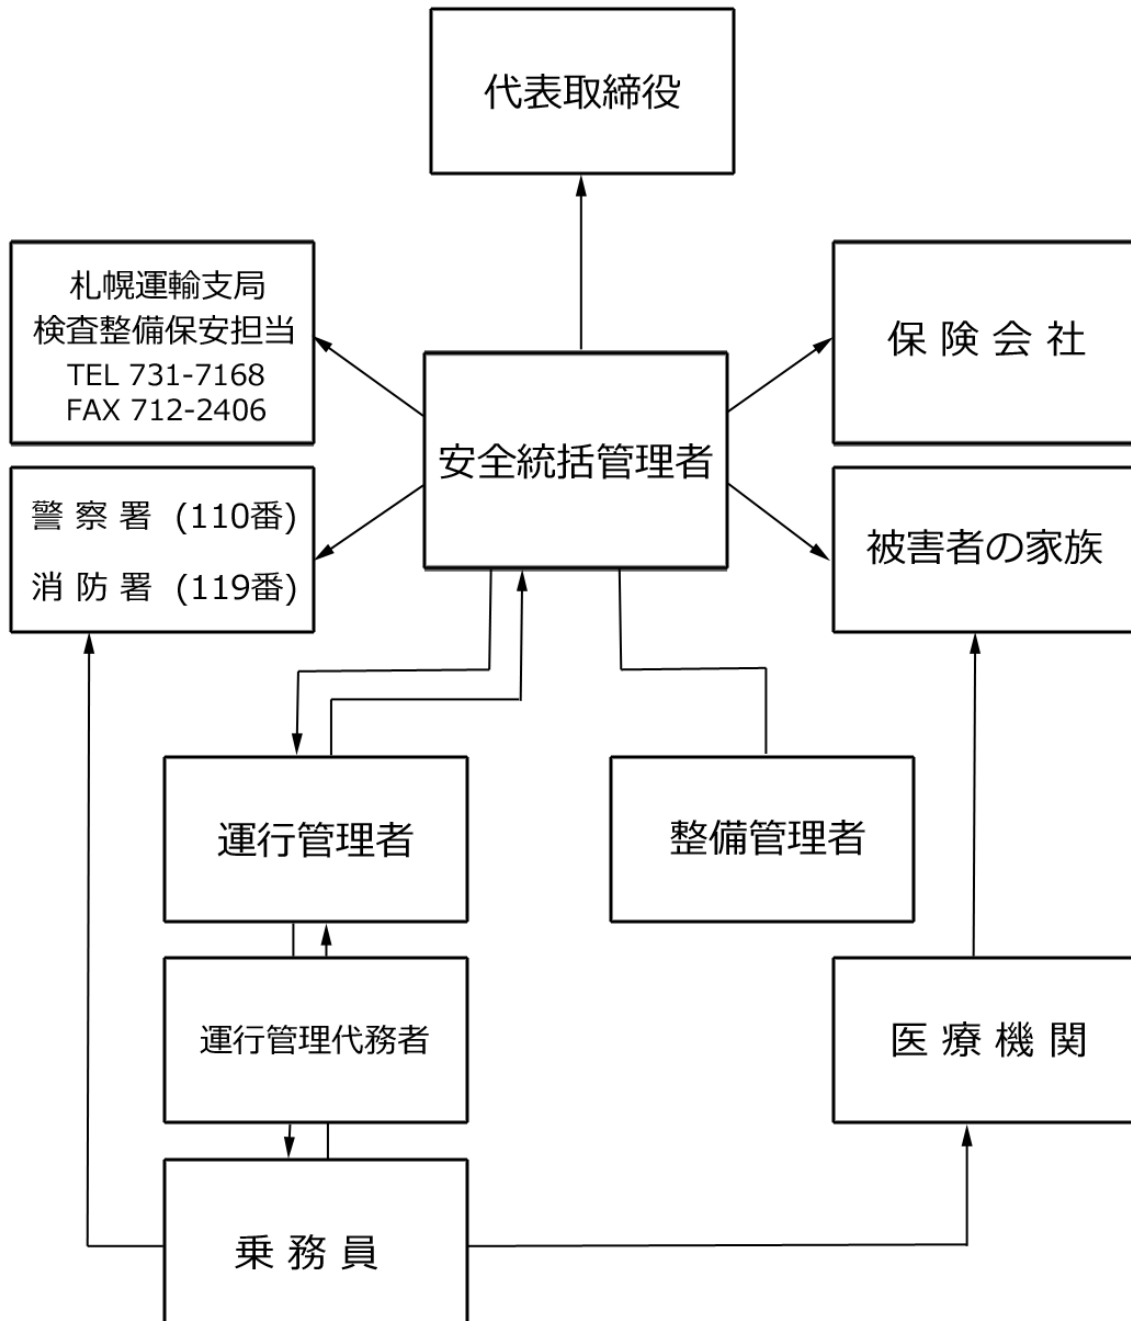 代表取締役
札幌運輸支局
検査整備保安担当
TEL 731-7168
FAX 712-2406
保 険 会 社
安全統括管理者
警 察 署 (110番)
消 防 署 (119番)
被害者の家族
運行管理者
整備管理者
運行管理代務者
医 療 機 関
乗 務 員